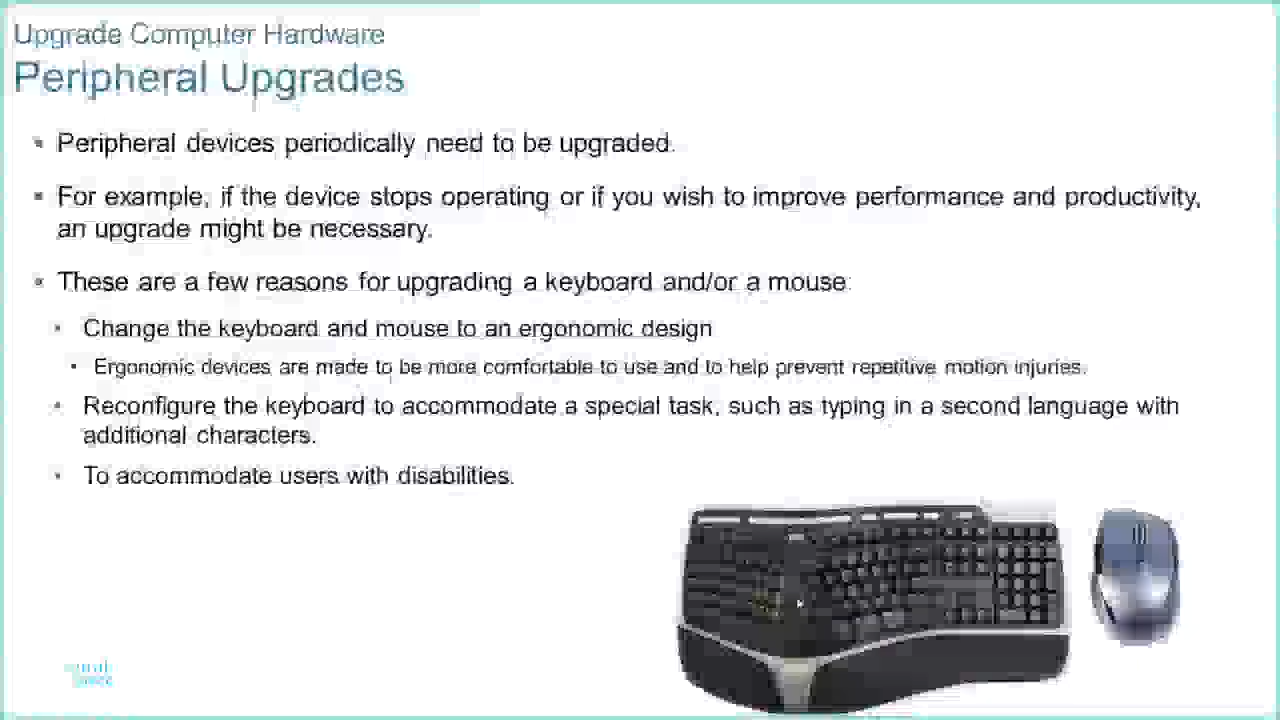 Upgrade Computer Hardware
Peripheral Upgrades
▪ Peripheral devices periodically need to be upgraded.
▪ For example, if the device stops operating or if you wish to improve performance and productivity,
an upgrade might be necessary.
▪ These are a few reasons for upgrading a keyboard and/or a mouse:
• Change the keyboard and mouse to an ergonomic design
• Ergonomic devices are made to be more comfortable to use and to help prevent repetitive motion injuries.
• Reconfigure the keyboard to accommodate a special task, such as typing in a second language with
additional characters.
• To accommodate users with disabilities.